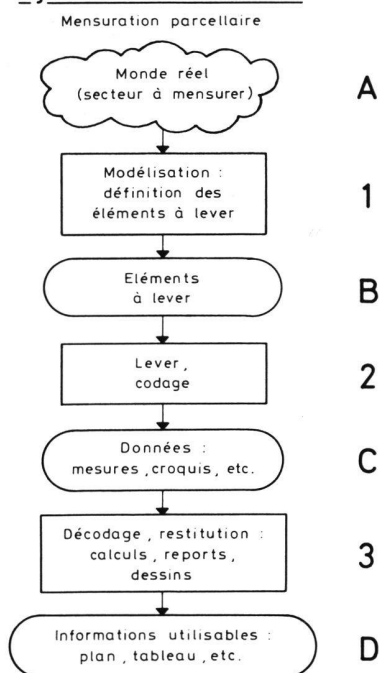 Mensuration parcellaire
Monde réel
(secteur à mensurer)
A
Modélisation :
définition des
éléments à lever
1
Eléments
à lever
B
Lever,
codage
2
Données :
mesures, croquis, etc.
C
Décodage, restitution :
calculs, reports,
dessins
3
Informations utilisables :
plan, tableau, etc.
D